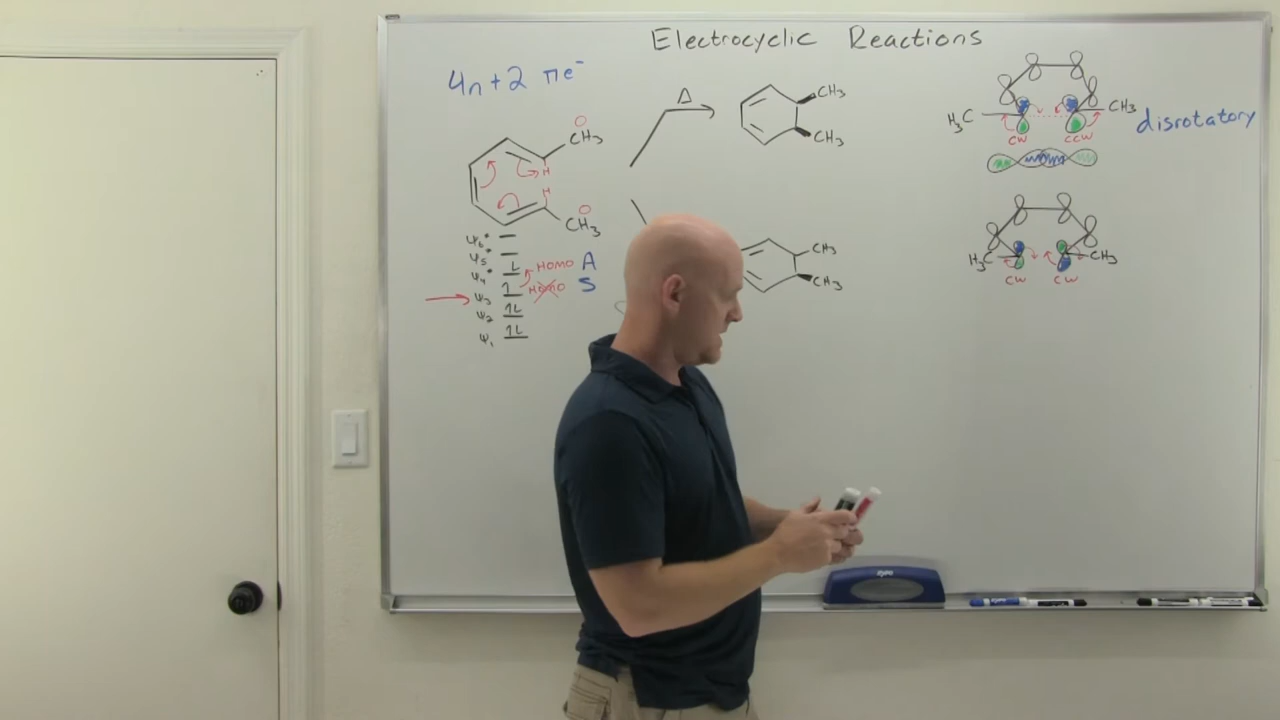 Electrocyclic Reactions
4n+2 πe⁻
O
CH₃
H
H
O
CH₃
Δ
CH₃
CH₃
CH₃
CH₃
H₃C
CH₃
disrotatory
CW
CCW
H₃C
CH₃
CW
CW
ψ₆*
ψ₅*
ψ₄* HOMO A
ψ₃ HOMO S
ψ₂
ψ₁
EXPO